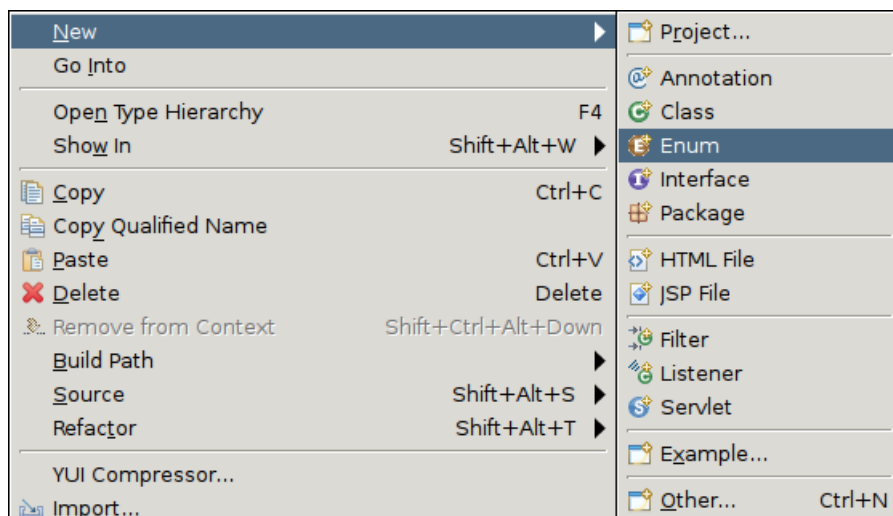 New
Go Into
Open Type Hierarchy F4
Show In Shift+Alt+W
Copy Ctrl+C
Copy Qualified Name
Paste Ctrl+V
Delete Delete
Remove from Context Shift+Ctrl+Alt+Down
Build Path
Source Shift+Alt+S
Refactor Shift+Alt+T
YUI Compressor...
Import...
Project...
Annotation
Class
Enum
Interface
Package
HTML File
JSP File
Filter
Listener
Servlet
Example...
Other... Ctrl+N